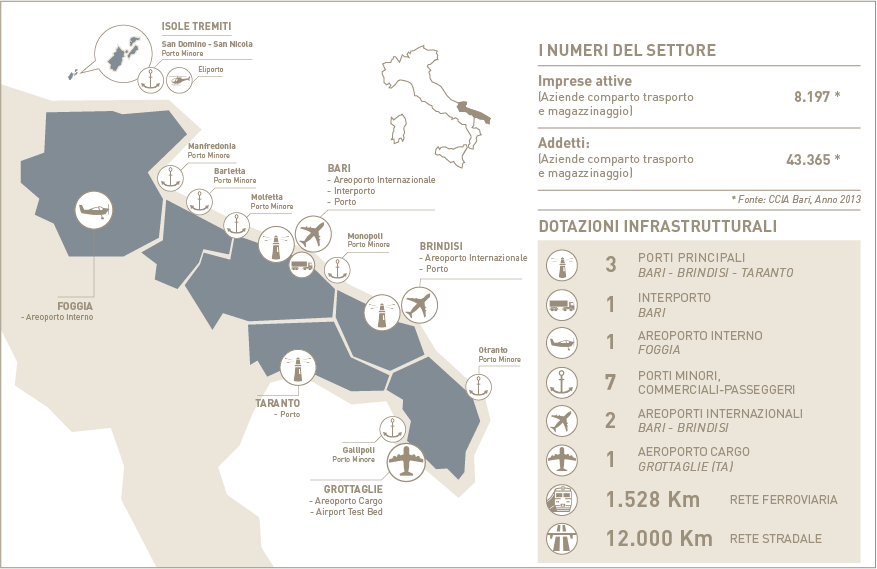 ISOLE TREMITI
San Domino - San Nicola
Porto Minore
Eliporto
Manfredonia
Porto Minore
Barletta
Porto Minore
Molfetta
Porto Minore
BARI
- Areoporto Internazionale
- Interporto
- Porto
Monopoli
Porto Minore
BRINDISI
- Areoporto Internazionale
- Porto
FOGGIA
- Areoporto Interno
Otranto
Porto Minore
TARANTO
- Porto
Gallipoli
Porto Minore
GROTTAGLIE
- Areoporto Cargo
- Airport Test Bed
I NUMERI DEL SETTORE
Imprese attive
(Aziende comparto trasporto
e magazzinaggio)
8.197 *
Addetti:
(Aziende comparto trasporto
e magazzinaggio)
43.365 *
* Fonte: CCIA Bari, Anno 2013
DOTAZIONI INFRASTRUTTURALI
3 PORTI PRINCIPALI
BARI - BRINDISI - TARANTO
1 INTERPORTO
BARI
1 AREOPORTO INTERNO
FOGGIA
7 PORTI MINORI,
COMMERCIALI-PASSEGGERI
2 AREOPORTI INTERNAZIONALI
BARI - BRINDISI
1 AEROPORTO CARGO
GROTTAGLIE (TA)
1.528 Km RETE FERROVIARIA
12.000 Km RETE STRADALE